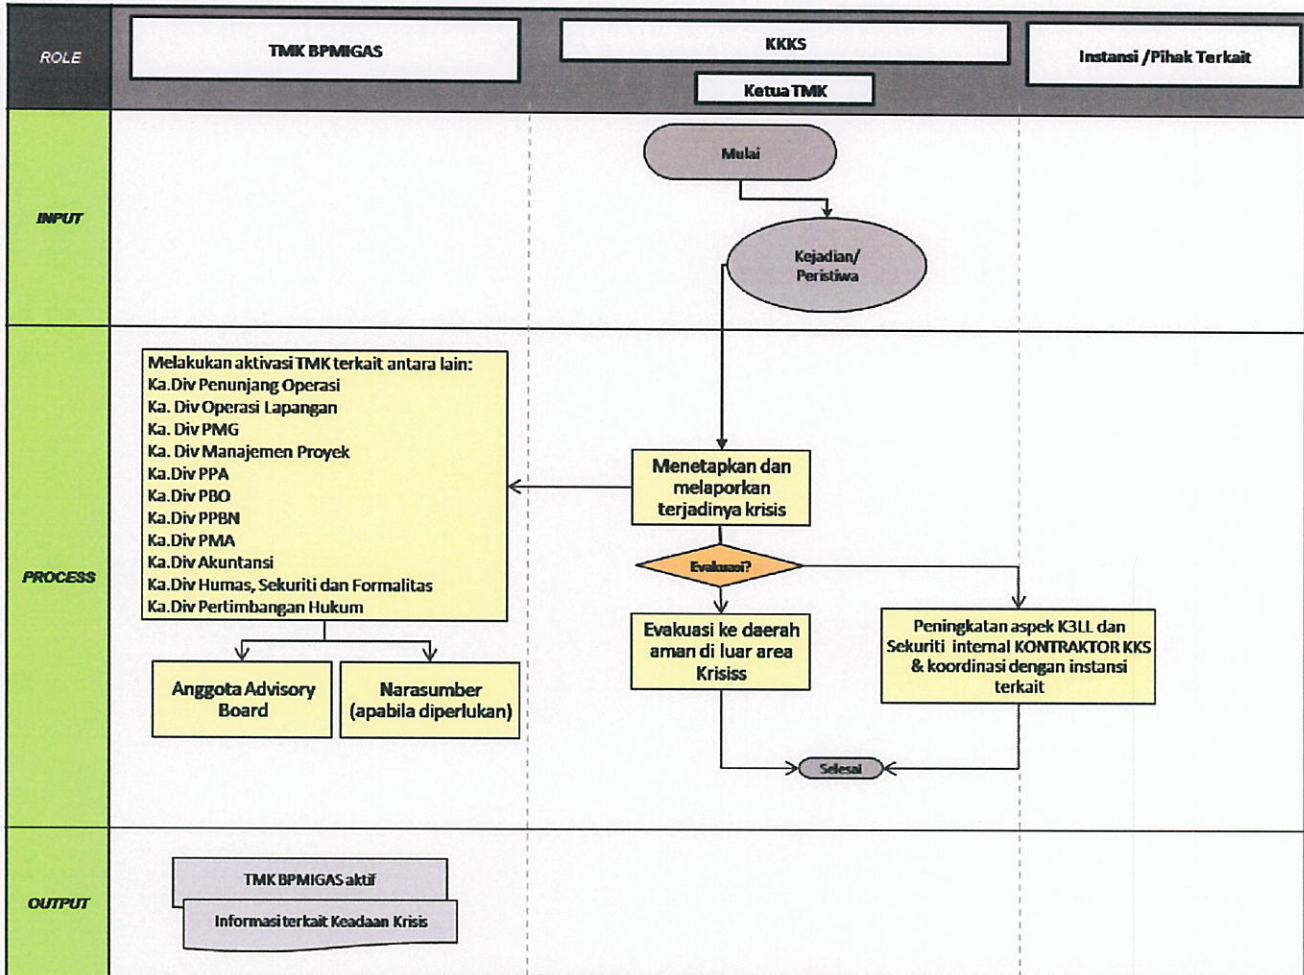 ROLE
TMK BPMIGAS
KKKS
Ketua TMK
Instansi /Pihak Terkait
INPUT
Mulai
Kejadian/
Peristiwa
PROCESS
Melakukan aktivasi TMK terkait antara lain:
Ka.Div Penunjang Operasi
Ka. Div Operasi Lapangan
Ka. Div PMG
Ka. Div Manajemen Proyek
Ka.Div PPA
Ka.Div PBO
Ka.Div PPBN
Ka.Div PMA
Ka.Div Akuntansi
Ka.Div Humas, Sekuriti dan Formalitas
Ka.Div Pertimbangan Hukum
Anggota Advisory
Board
Narasumber
(apabila diperlukan)
Menetapkan dan
melaporkan
terjadinya krisis
Evakuasi?
Evakuasi ke daerah
aman di luar area
Krisiss
Peningkatan aspek K3LL dan
Sekuriti internal KONTRAKTOR KKS
& koordinasi dengan instansi
terkait
Selesai
OUTPUT
TMK BPMIGAS aktif
Informasi terkait Keadaan Krisis